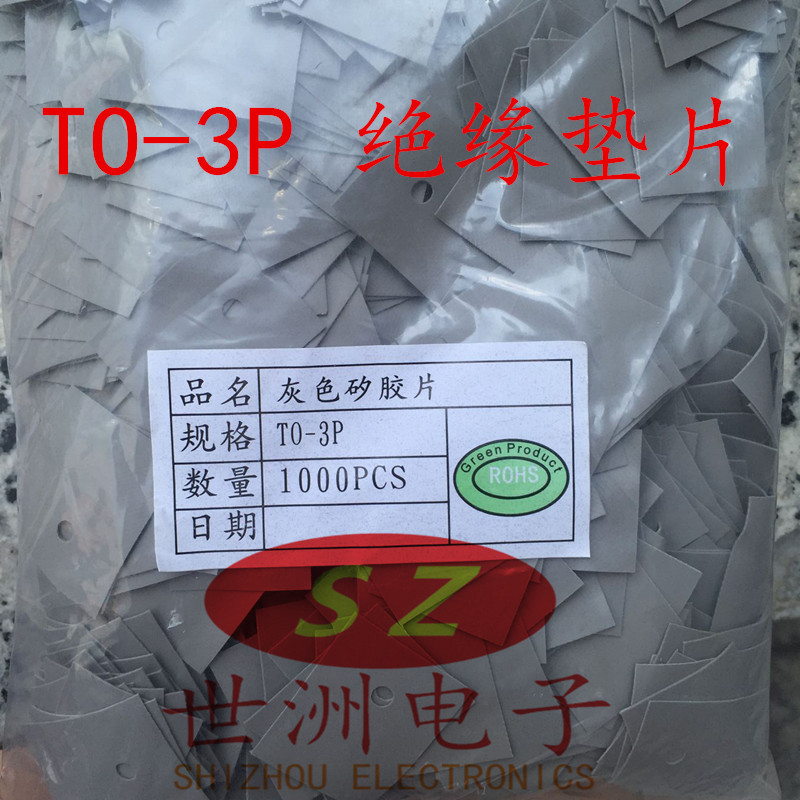 TO-3P 绝缘垫片
品名 灰色矽胶片
规格 TO-3P
数量 1000PCS
日期
Green Product
ROHS
SZ
世洲电子
SHIZHOU ELECTRONICS